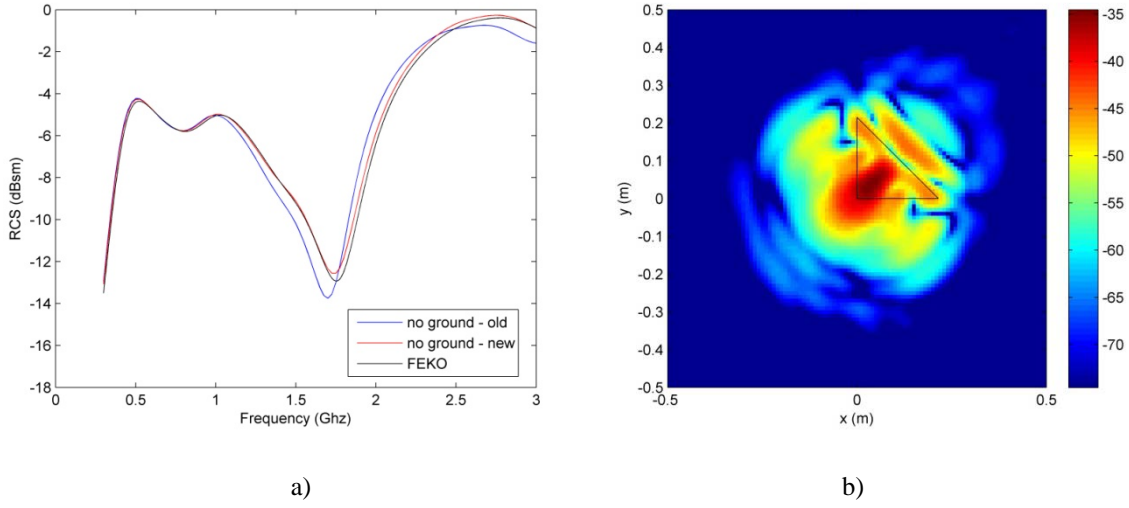 0
-2
-4
-6
-8
-10
-12
-14
-16
-18
0 0.5 1 1.5 2 2.5 3
RCS (dBsm)
Frequency (Ghz)
no ground - old
no ground - new
FEKO
a)
0.5
0.4
0.3
0.2
0.1
0
-0.1
-0.2
-0.3
-0.4
-0.5
-0.5 0 0.5
y (m)
x (m)
-35
-40
-45
-50
-55
-60
-65
-70
b)